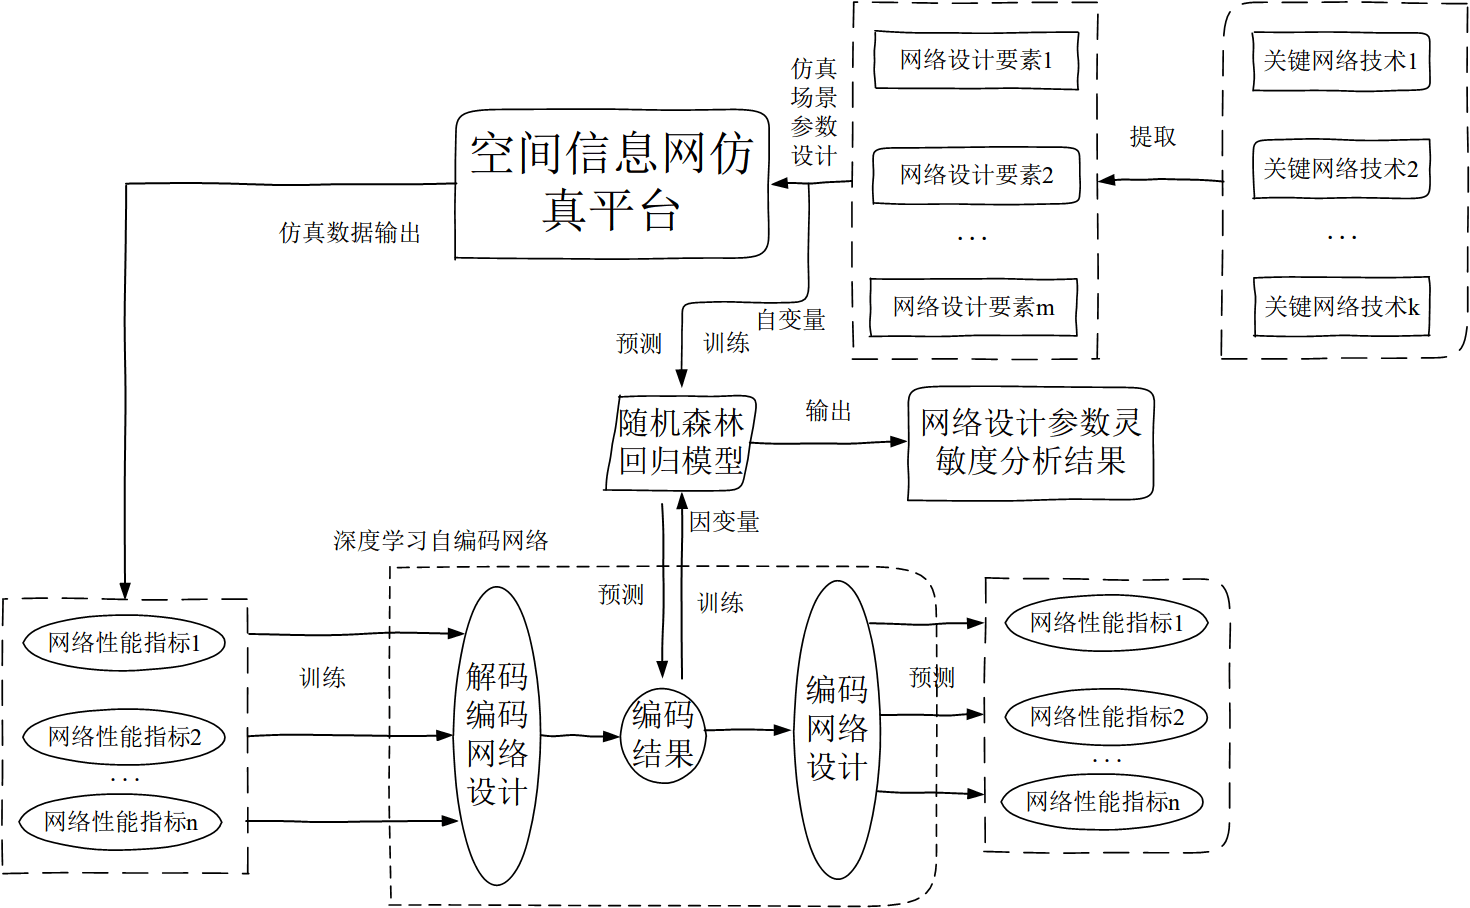 仿真
场景
参数
设计
网络设计要素1
网络设计要素2
...
网络设计要素m
提取
关键网络技术1
关键网络技术2
...
关键网络技术k
空间信息网仿
真平台
仿真数据输出
自变量
预测
训练
随机森林
回归模型
输出
网络设计参数灵
敏度分析结果
因变量
深度学习自编码网络
预测
训练
网络性能指标1
网络性能指标2
...
网络性能指标n
训练
解码
编码
网络
设计
编码
结果
编码
网络
设计
预测
网络性能指标1
网络性能指标2
...
网络性能指标n